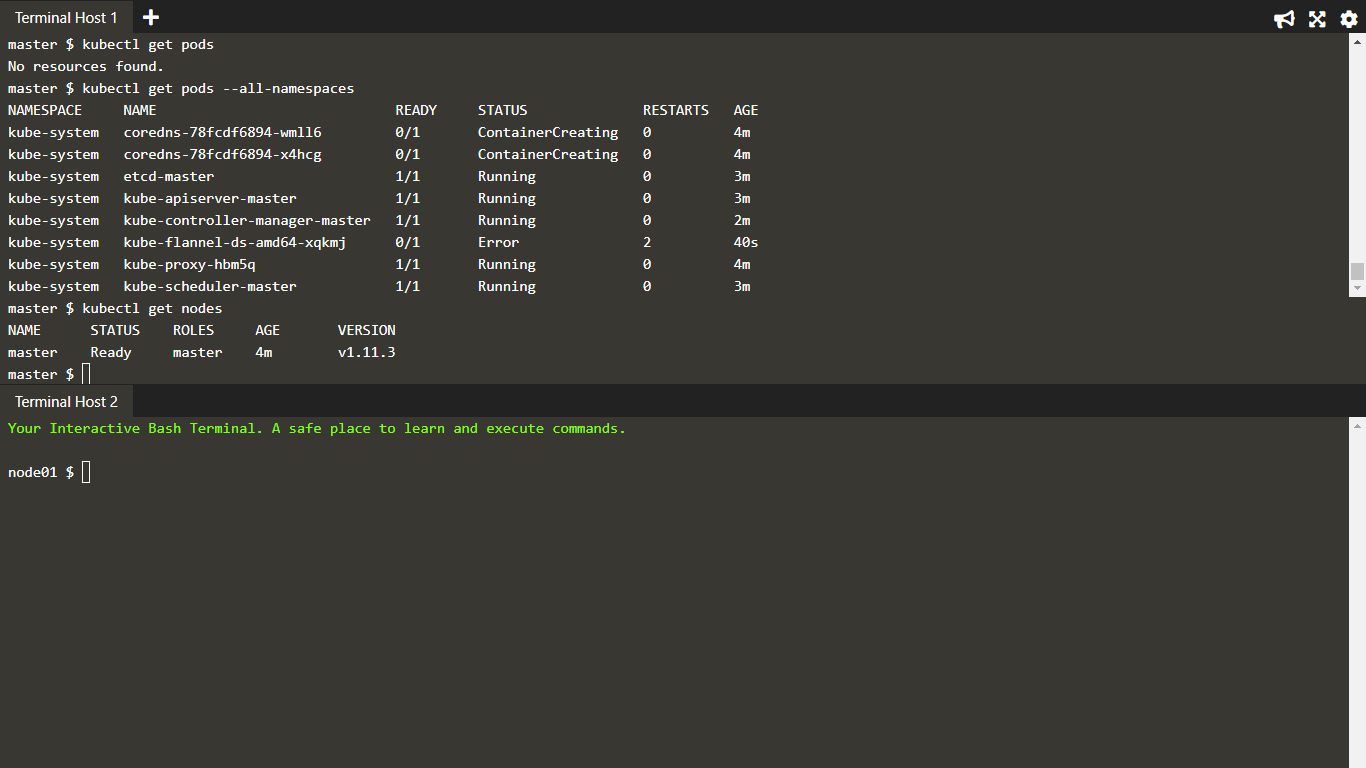 Terminal Host 1
master $ kubectl get pods
No resources found.
master $ kubectl get pods --all-namespaces
NAMESPACE     NAME                             READY     STATUS              RESTARTS   AGE
kube-system   coredns-78fcdf6894-wmll6         0/1       ContainerCreating   0          4m
kube-system   coredns-78fcdf6894-x4hcg         0/1       ContainerCreating   0          4m
kube-system   etcd-master                      1/1       Running             0          3m
kube-system   kube-apiserver-master            1/1       Running             0          3m
kube-system   kube-controller-manager-master   1/1       Running             0          2m
kube-system   kube-flannel-ds-amd64-xqkmj      0/1       Error               2          40s
kube-system   kube-proxy-hbm5q                 1/1       Running             0          4m
kube-system   kube-scheduler-master            1/1       Running             0          3m
master $ kubectl get nodes
NAME      STATUS    ROLES     AGE       VERSION
master    Ready     master    4m        v1.11.3
master $
Terminal Host 2
Your Interactive Bash Terminal. A safe place to learn and execute commands.
node01 $